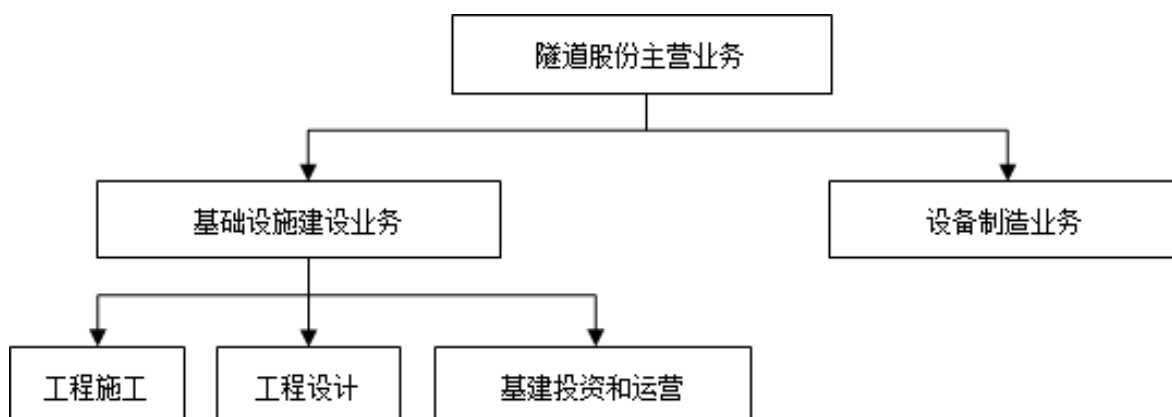 隧道股份主营业务
基础设施建设业务
设备制造业务
工程施工
工程设计
基建投资和运营